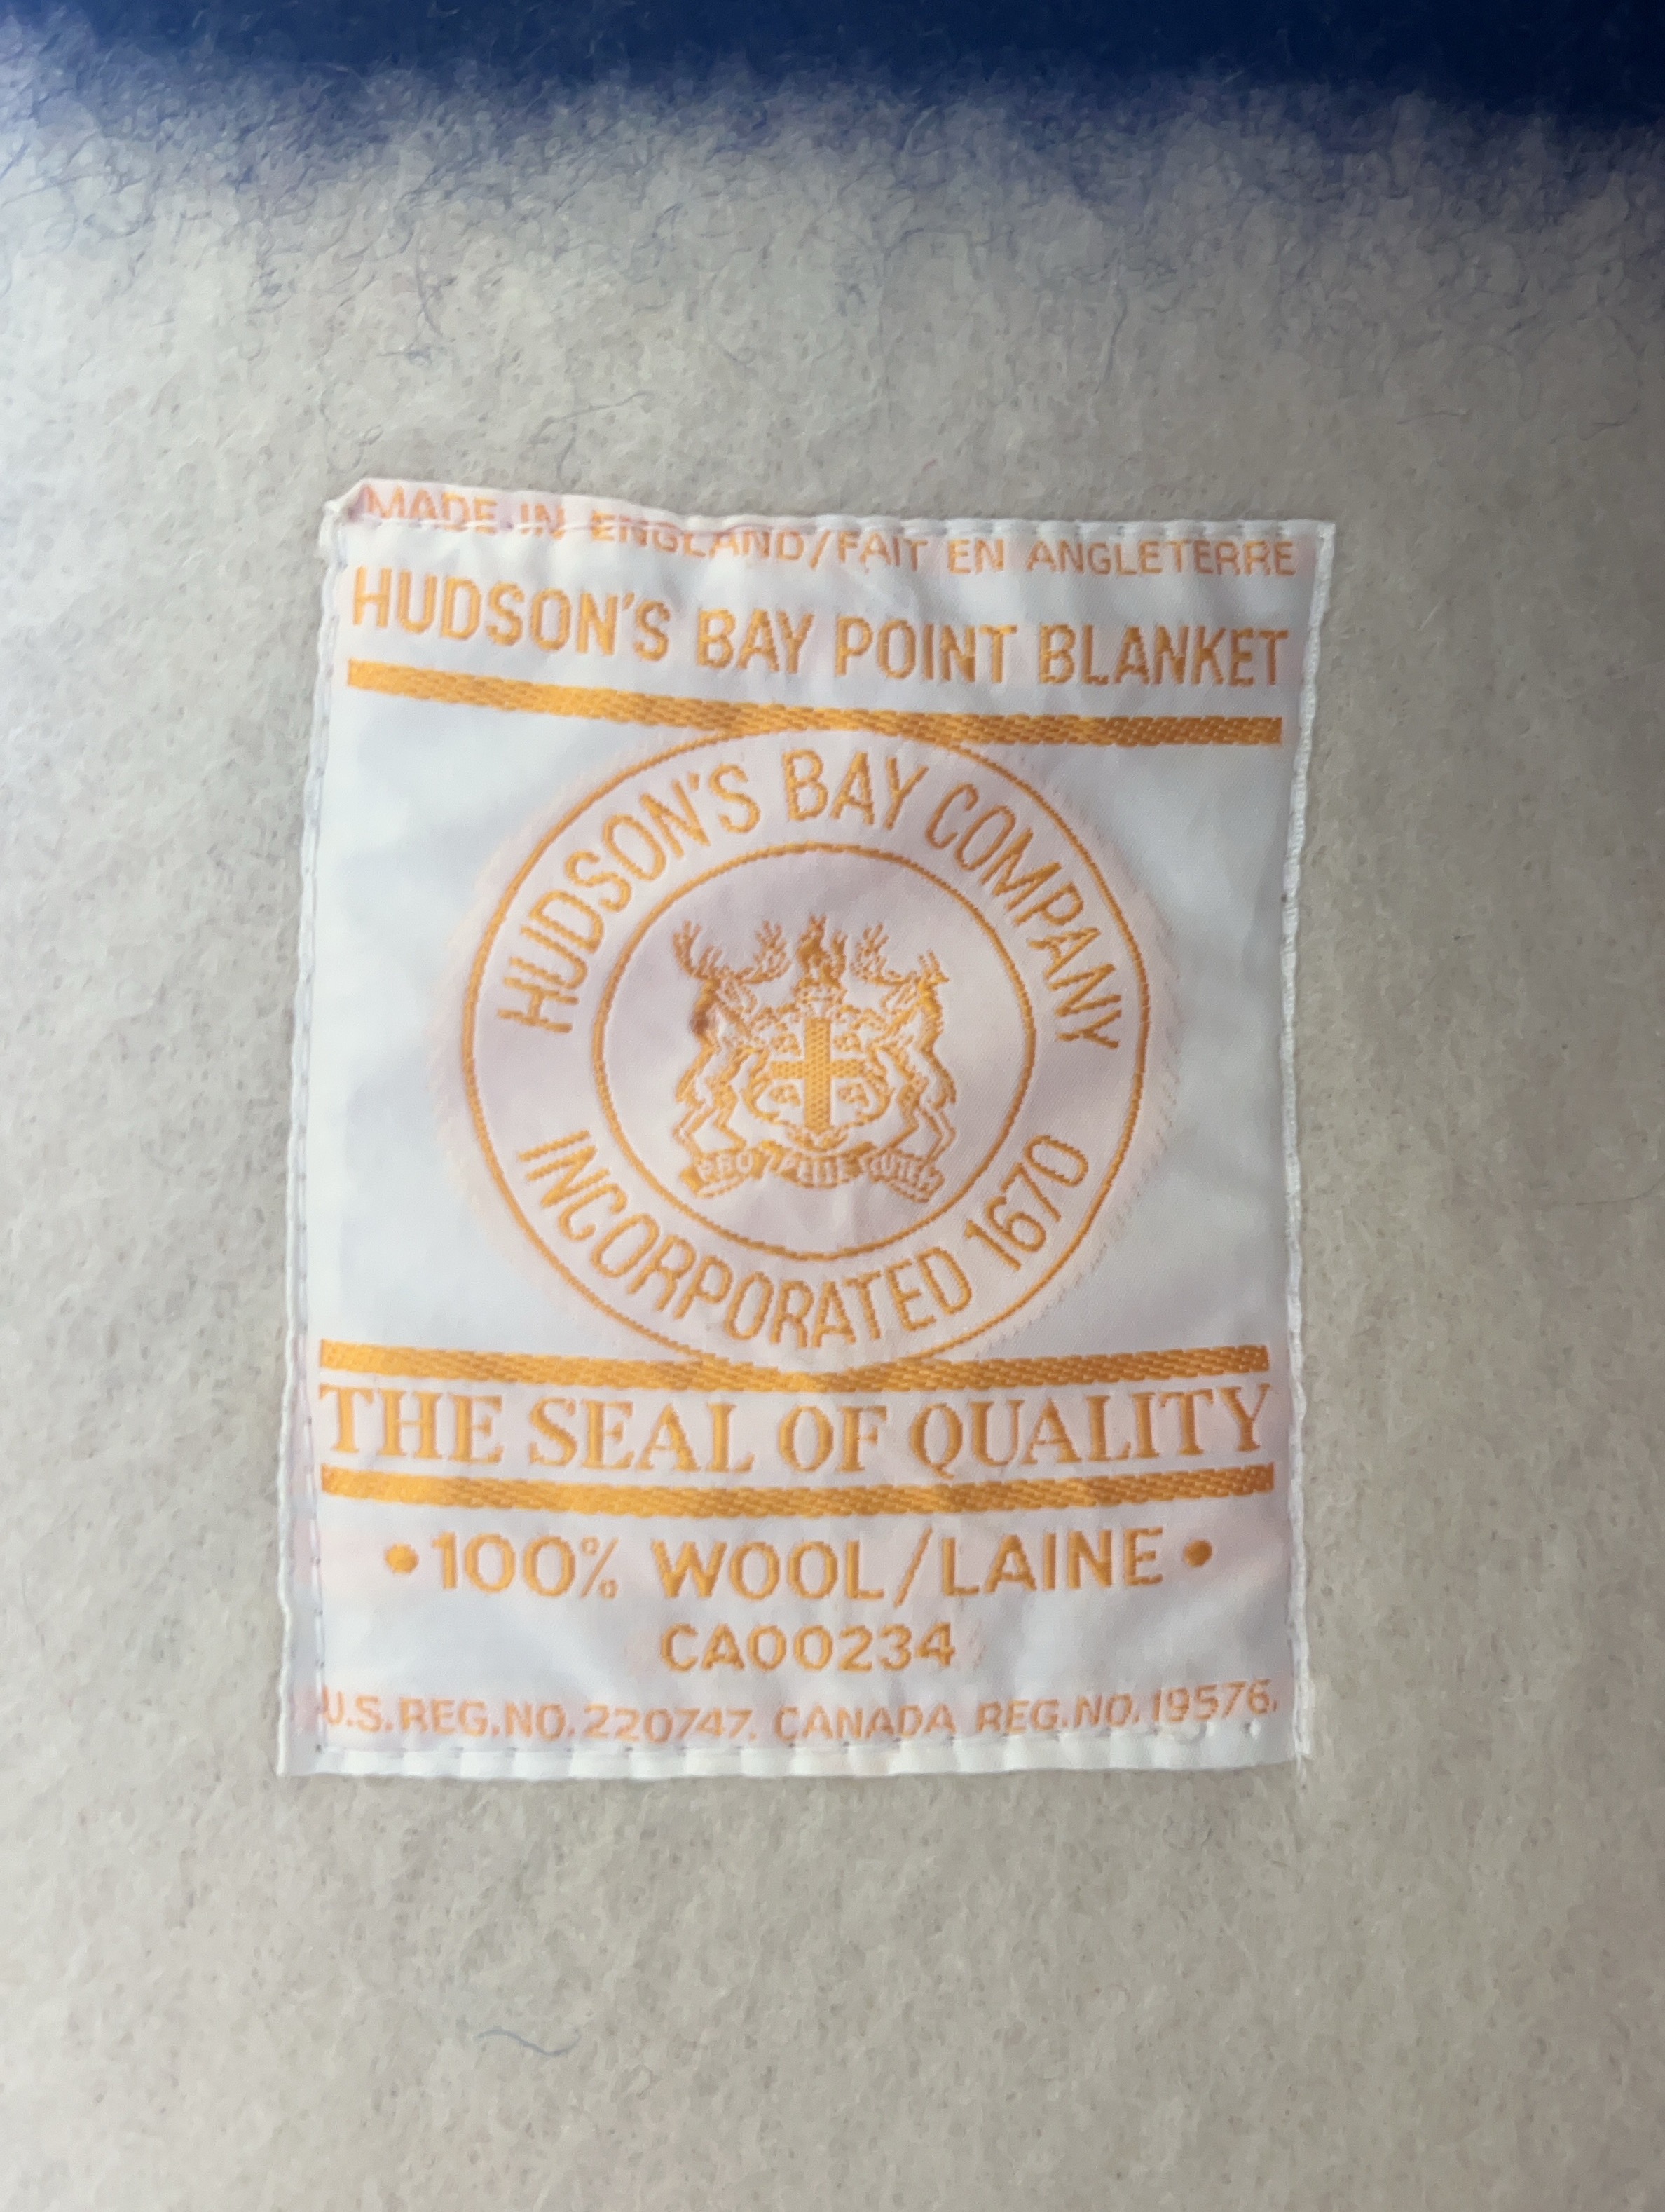 MADE IN ENGLAND/FAIT EN ANGLETERRE
HUDSON'S BAY POINT BLANKET
HUDSON'S BAY COMPANY
INCORPORATED 1670
THE SEAL OF QUALITY
•100% WOOL/LAINE•
CA00234
U.S.REG.NO.220747. CANADA REG.NO.19576.